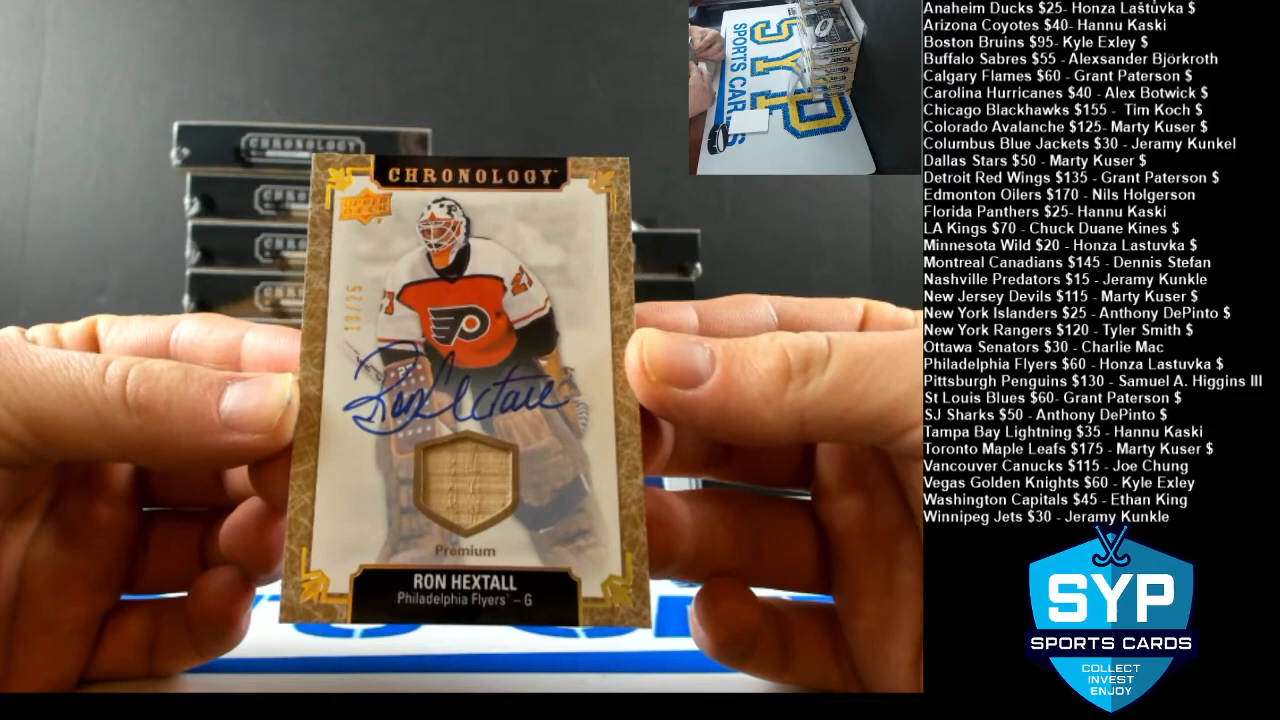 CHRONOLOGY
CHRONOLOGY
UPPER DECK
Ron Hextall
Premium
RON HEXTALL
Philadelphia Flyers - G
SYP
SPORTS CARDS
Anaheim Ducks $25- Honza Laštůvka $
Arizona Coyotes $40- Hannu Kaski
Boston Bruins $95- Kyle Exley $
Buffalo Sabres $55 - Alexsander Björkroth
Calgary Flames $60 - Grant Paterson $
Carolina Hurricanes $40 - Alex Botwick $
Chicago Blackhawks $155 - Tim Koch $
Colorado Avalanche $125- Marty Kuser $
Columbus Blue Jackets $30 - Jeramy Kunkel
Dallas Stars $50 - Marty Kuser $
Detroit Red Wings $135 - Grant Paterson $
Edmonton Oilers $170 - Nils Holgerson
Florida Panthers $25- Hannu Kaski
LA Kings $70 - Chuck Duane Kines $
Minnesota Wild $20 - Honza Lastuvka $
Montreal Canadians $145 - Dennis Stefan
Nashville Predators $15 - Jeramy Kunkle
New Jersey Devils $115 - Marty Kuser $
New York Islanders $25 - Anthony DePinto $
New York Rangers $120 - Tyler Smith $
Ottawa Senators $30 - Charlie Mac
Philadelphia Flyers $60 - Honza Lastuvka $
Pittsburgh Penguins $130 - Samuel A. Higgins III
St Louis Blues $60- Grant Paterson $
SJ Sharks $50 - Anthony DePinto $
Tampa Bay Lightning $35 - Hannu Kaski
Toronto Maple Leafs $175 - Marty Kuser $
Vancouver Canucks $115 - Joe Chung
Vegas Golden Knights $60 - Kyle Exley
Washington Capitals $45 - Ethan King
Winnipeg Jets $30 - Jeramy Kunkle
SYP
SPORTS CARDS
COLLECT
INVEST
ENJOY